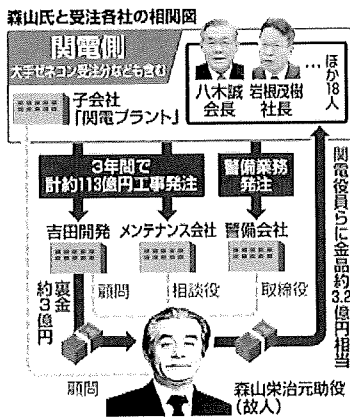 森山氏と受注各社の相関図
関電側
大手ゼネコン受注分なども含む
子会社
「関電プラント」
八木誠
会長
岩根茂樹
社長
…
ほか18人
3年間で
計約113億円工事発注
警備業務
発注
吉田開発
メンテナンス会社
警備会社
顧問
相談役
取締役
裏金
約3億円
顧問
関電役員らに金品約3.2億円相当
森山栄治元助役
(故人)